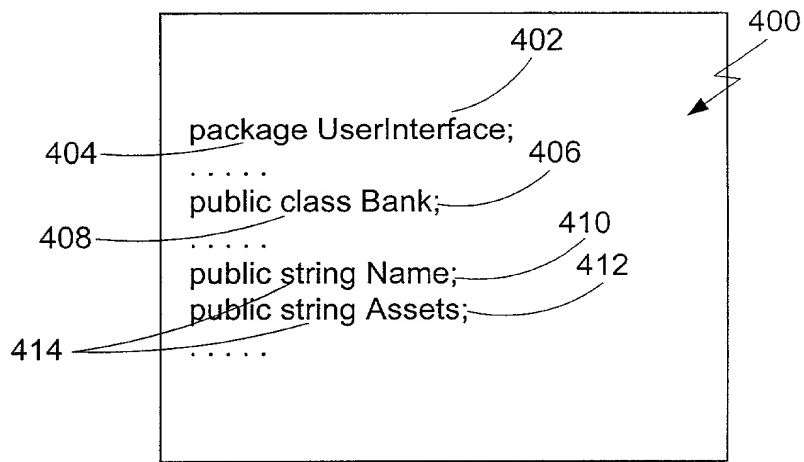 402
400
package UserInterface;
404
. . . . .
406
public class Bank;
408
. . . . .
410
public string Name;
412
public string Assets;
414
. . . . .